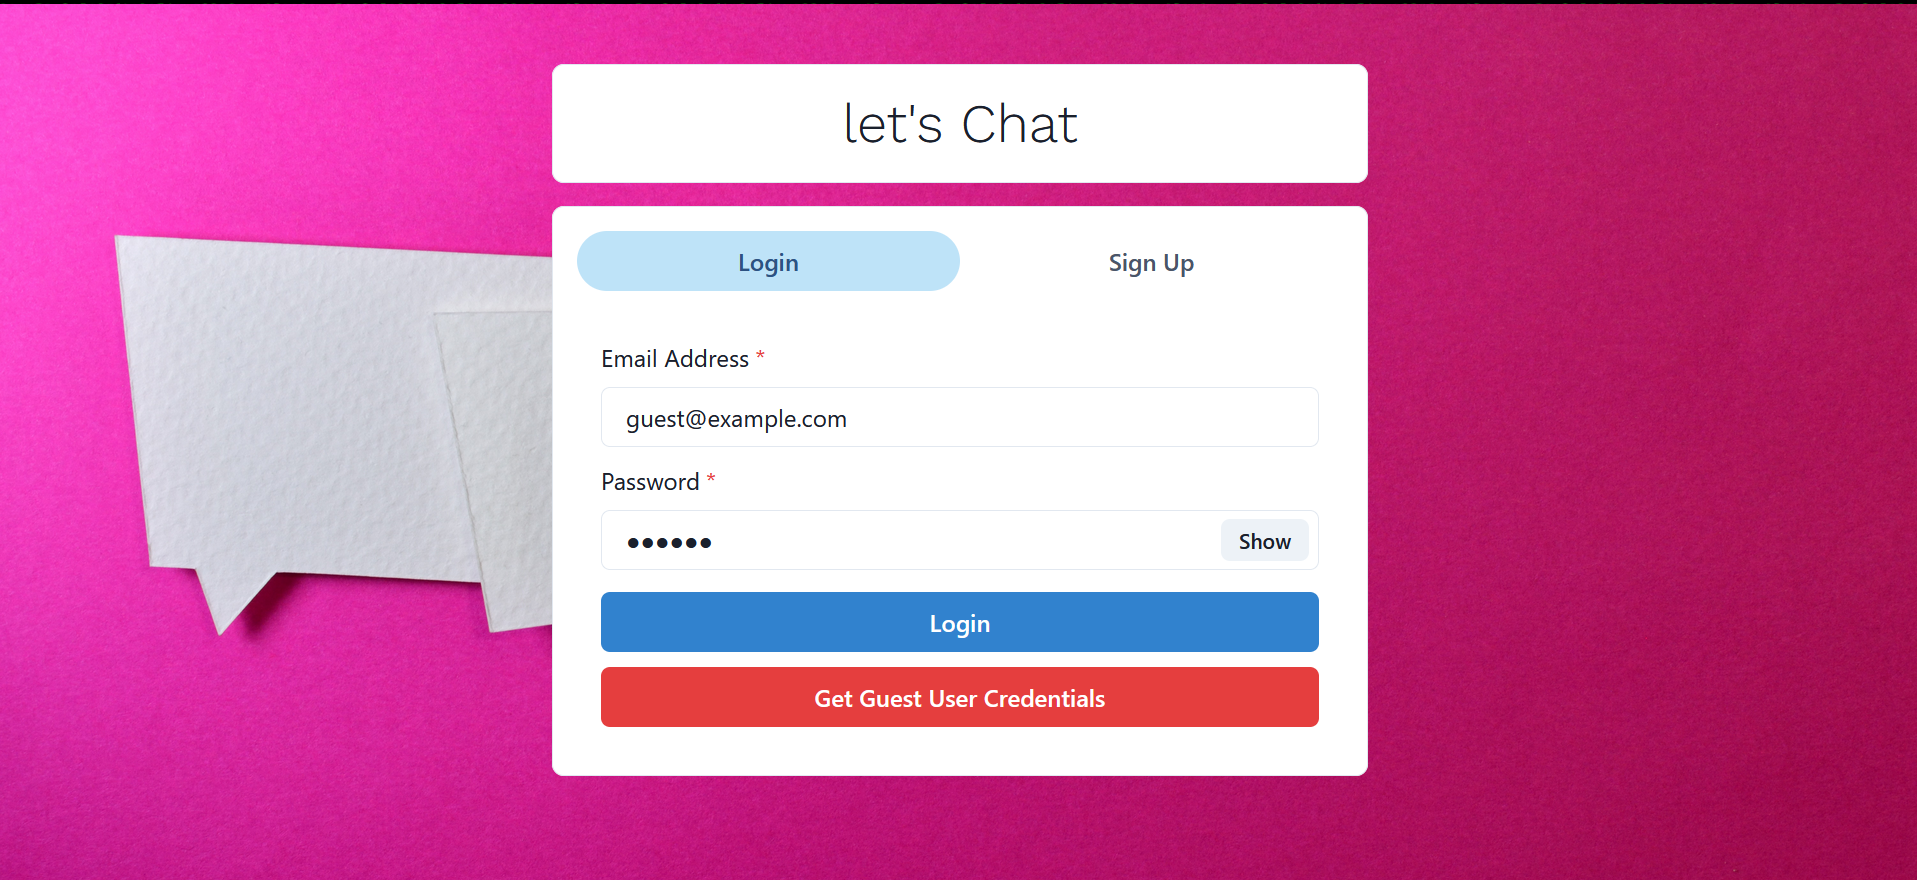 let's Chat
Login
Sign Up
Email Address *
guest@example.com
Password *
••••••
Show
Login
Get Guest User Credentials